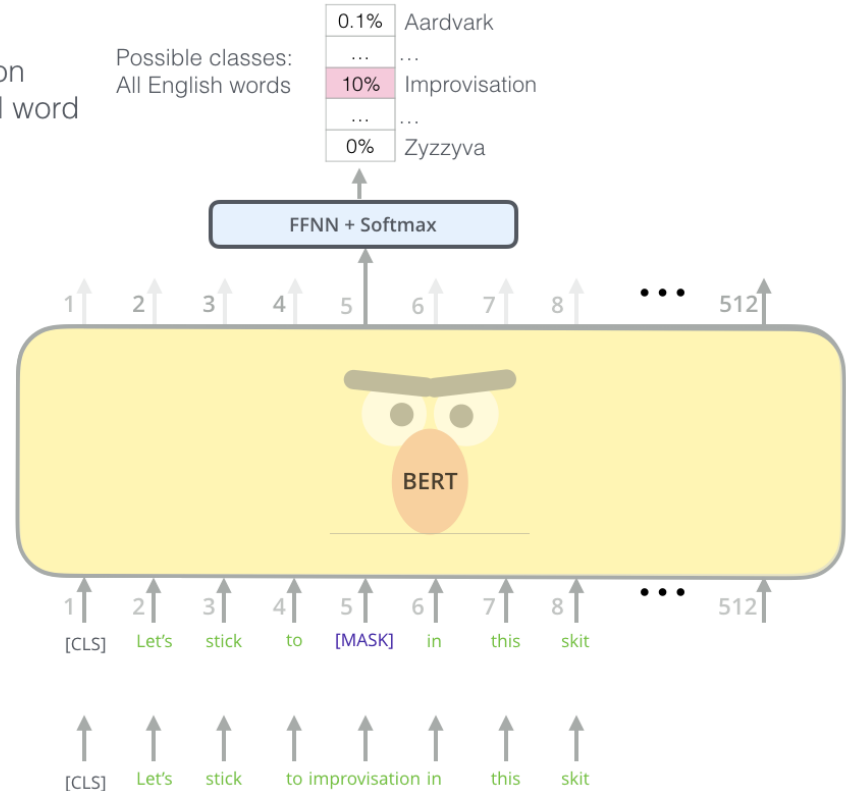 0.1% Aardvark
Possible classes: … …
All English words 10% Improvisation
word
… …
0% Zyzzyva
FFNN + Softmax
1 2 3 4 5 6 7 8 ••• 512
BERT
•••
1 2 3 4 5 6 7 8 512
[CLS] Let's stick to [MASK] in this skit
[CLS] Let's stick to improvisation in this skit